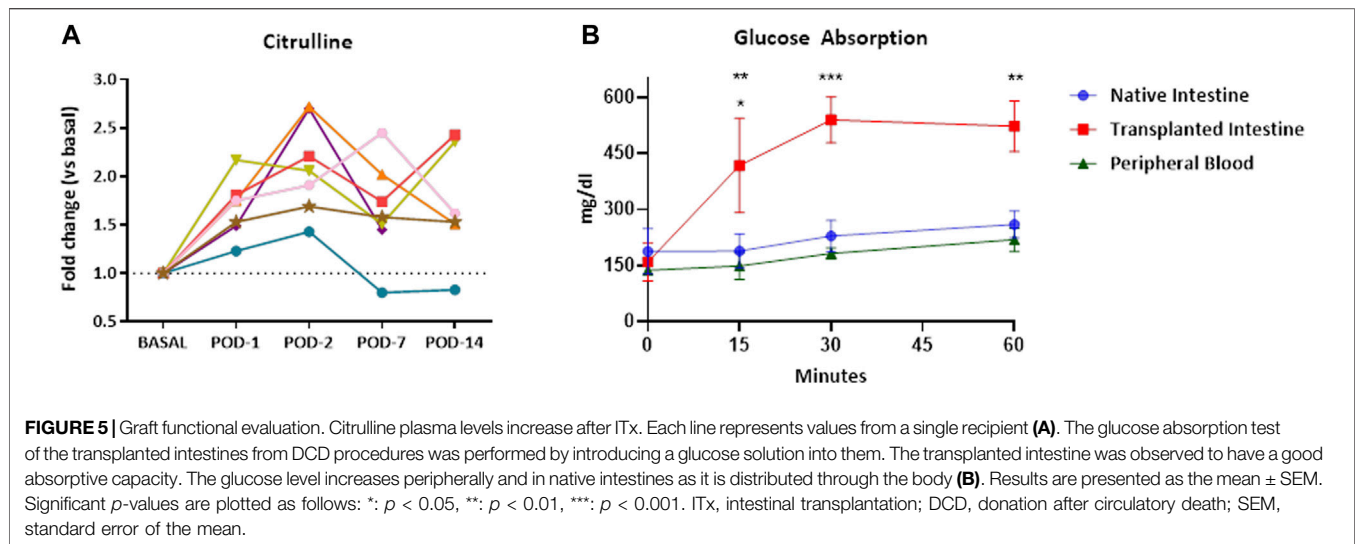 A
Citrulline
Fold change (vs basal)
3.0
2.5
2.0
1.5
1.0
0.5
BASAL POD-1 POD-2 POD-7 POD-14
B
Glucose Absorption
mg/dl
600
450
300
150
0
** *** **
*
0 15 30 45 60
Minutes
Native Intestine
Transplanted Intestine
Peripheral Blood
FIGURE 5 | Graft functional evaluation. Citrulline plasma levels increase after ITx. Each line represents values from a single recipient (A). The glucose absorption test
of the transplanted intestines from DCD procedures was performed by introducing a glucose solution into them. The transplanted intestine was observed to have a good
absorptive capacity. The glucose level increases peripherally and in native intestines as it is distributed through the body (B). Results are presented as the mean ± SEM.
Significant p-values are plotted as follows: *: p < 0.05, **: p < 0.01, ***: p < 0.001. ITx, intestinal transplantation; DCD, donation after circulatory death; SEM,
standard error of the mean.